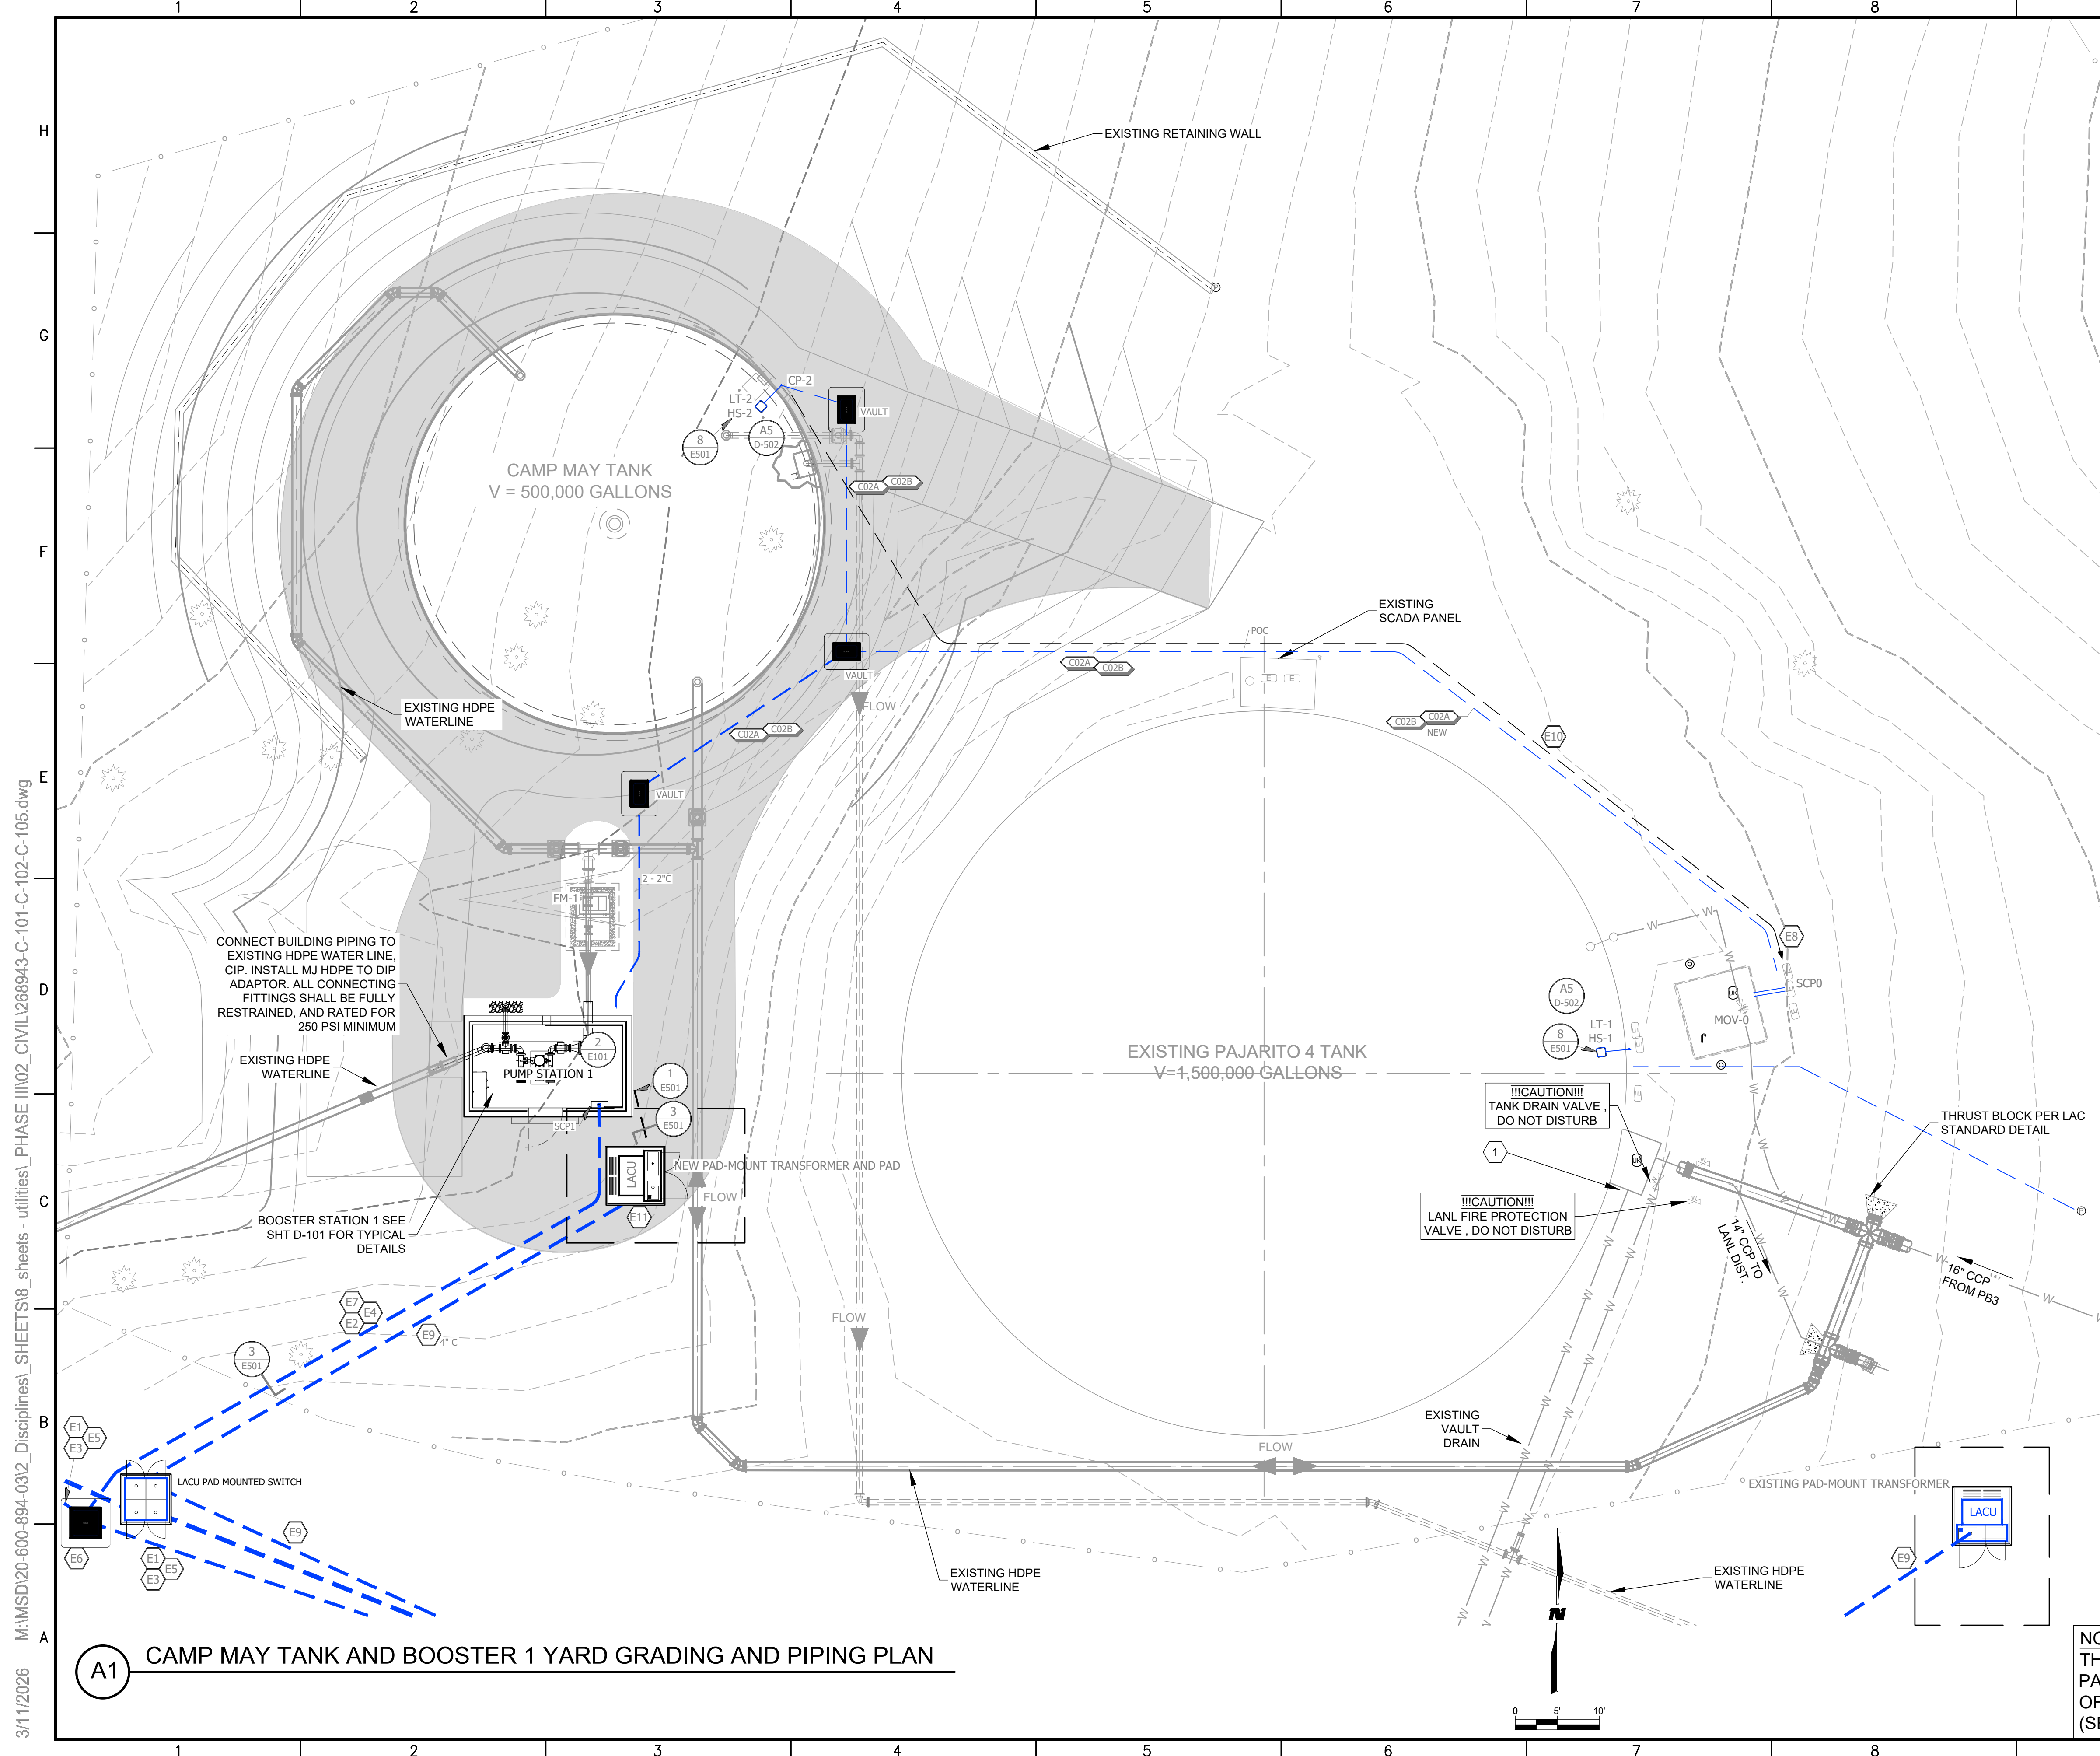 1 2 3 4 5 6 7 8
H
EXISTING RETAINING WALL
G
CP-2
LT-2
HS-2
VAULT
8
E501
A5
D-502
CAMP MAY TANK
V = 500,000 GALLONS
C02A
C02B
F
EXISTING
SCADA PANEL
POC
C02A
C02B
VAULT
E
E
FLOW
EXISTING HDPE
WATERLINE
C02A
C02B
C02B
C02A
NEW
E10
E
VAULT
2 - 2"C
FM-1
W
W
W
E8
CONNECT BUILDING PIPING TO
EXISTING HDPE WATER LINE,
CIP. INSTALL MJ HDPE TO DIP
ADAPTOR. ALL CONNECTING
FITTINGS SHALL BE FULLY
RESTRAINED, AND RATED FOR
250 PSI MINIMUM
D
A5
D-502
SCP0
MOV-0
8
E501
LT-1
HS-1
2
E101
EXISTING HDPE
WATERLINE
PUMP STATION 1
1
E501
EXISTING PAJARITO 4 TANK
V=1,500,000 GALLONS
3
E501
SCP1
!!!CAUTION!!!
TANK DRAIN VALVE ,
DO NOT DISTURB
THRUST BLOCK PER LAC
STANDARD DETAIL
1
LACU
NEW PAD-MOUNT TRANSFORMER AND PAD
FLOW
C
E11
!!!CAUTION!!!
LANL FIRE PROTECTION
VALVE , DO NOT DISTURB
BOOSTER STATION 1 SEE
SHT D-101 FOR TYPICAL
DETAILS
14" CCP TO
LANL DIST.
16" CCP
FROM PB3
E7
E4
E2
E9
4" C
FLOW
3
E501
B
E1
E5
E3
EXISTING
VAULT
DRAIN
FLOW
LACU PAD MOUNTED SWITCH
EXISTING PAD-MOUNT TRANSFORMER
LACU
E9
E6
E1
E5
E3
E9
EXISTING HDPE
WATERLINE
EXISTING HDPE
WATERLINE
N
A
A1
CAMP MAY TANK AND BOOSTER 1 YARD GRADING AND PIPING PLAN
0 5' 10'
1 2 3 4 5 6 7 8
3/11/2026 M:\MSD\20-600-894-03\2_Disciplines\_SHEETS\8_sheets - utilities\_PHASE III\02_CIVIL\268943-C-101-C-102-C-105.dwg